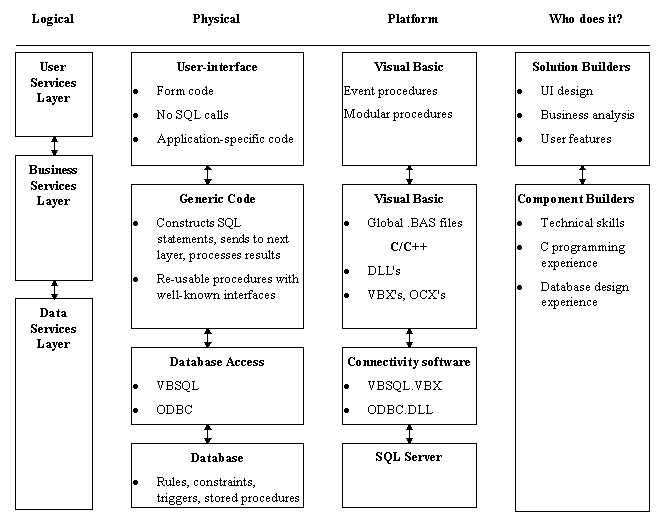 Logical
Physical
Platform
Who does it?
User
Services
Layer
Business
Services
Layer
Data
Services
Layer
User-interface
● Form code
● No SQL calls
● Application-specific code
Generic Code
● Constructs SQL
statements, sends to next
layer, processes results
● Re-usable procedures with
well-known interfaces
Database Access
● VBSQL
● ODBC
Database
● Rules, constraints,
triggers, stored procedures
Visual Basic
Event procedures
Modular procedures
Visual Basic
● Global .BAS files
C/C++
● DLL's
● VBX's, OCX's
Connectivity software
● VBSQL.VBX
● ODBC.DLL
SQL Server
Solution Builders
● UI design
● Business analysis
● User features
Component Builders
● Technical skills
● C programming
experience
● Database design
experience